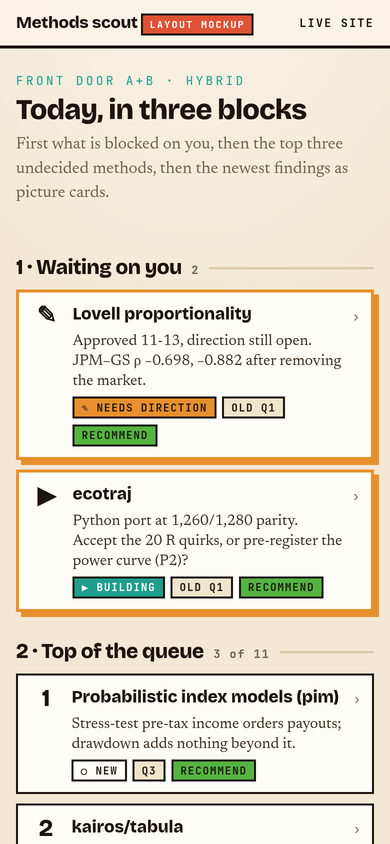 Methods scout LAYOUT MOCKUP LIVE SITE
FRONT DOOR A+B · HYBRID
Today, in three blocks
First what is blocked on you, then the top three
undecided methods, then the newest findings as
picture cards.
1 · Waiting on you 2
✎ Lovell proportionality ›
Approved 11-13, direction still open.
JPM–GS ρ −0.698, −0.882 after removing
the market.
✎ NEEDS DIRECTION OLD Q1
RECOMMEND
▶ ecotraj ›
Python port at 1,260/1,280 parity.
Accept the 20 R quirks, or pre-register the
power curve (P2)?
▶ BUILDING OLD Q1 RECOMMEND
2 · Top of the queue 3 of 11
1 Probabilistic index models (pim) ›
Stress-test pre-tax income orders payouts;
drawdown adds nothing beyond it.
○ NEW Q3 RECOMMEND
2 kairos/tabula ›